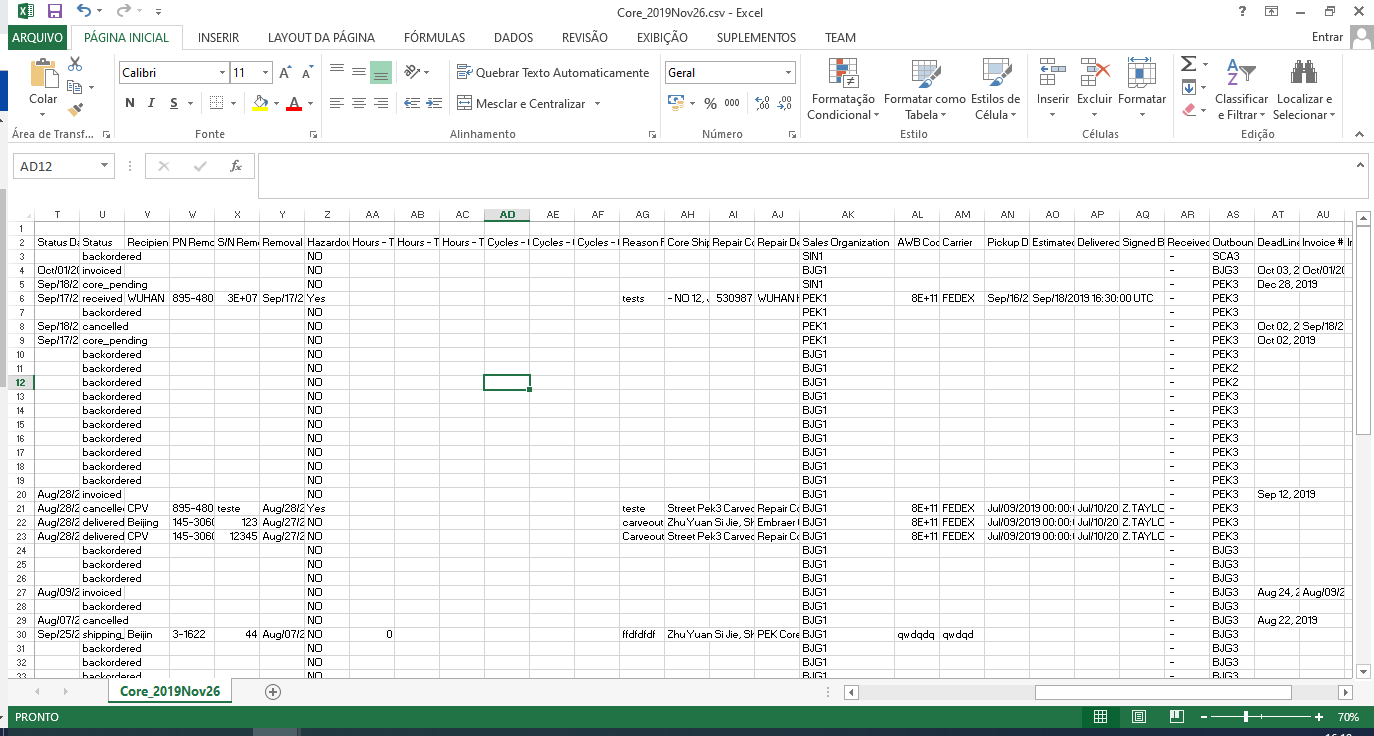 Core_2019Nov26.csv - Excel
?
ARQUIVO PÁGINA INICIAL INSERIR LAYOUT DA PÁGINA FÓRMULAS DADOS REVISÃO EXIBIÇÃO SUPLEMENTOS TEAM Entrar
Colar
Calibri 11
N I S
Quebrar Texto Automaticamente
Mesclar e Centralizar
Geral
% 000
Formatação Condicional
Formatar como Tabela
Estilos de Célula
Inserir Excluir Formatar
Classificar e Filtrar
Localizar e Selecionar
Área de Transf... Fonte Alinhamento Número Estilo Células Edição
AD12 fx
T U V W X Y Z AA AB AC AD AE AF AG AH AI AJ AK AL AM AN AO AP AQ AR AS AT AU
1
2 Status Da Status Recipien PN Remo S/N Rem Removal Hazardou Hours - T Hours - T Hours - T Cycles - Cycles - Cycles - Reason F Core Ship Repair Co Repair De Sales Organization AWB Coc Carrier Pickup D Estimated Delivered Signed B Received Outboun DeadLine Invoice #
3 backordered NO SIN1 - SCA3
4 Oct/01/20 invoiced NO BJG1 - BJG3 Oct 03, 2 Oct/01/20
5 Sep/18/2 core_pending NO SIN1 - PEK3 Dec 28, 2019
6 Sep/17/2 received WUHAN 895-480 3E+07 Sep/17/2 Yes tests - NO 12, 530987 WUHAN PEK1 8E+11 FEDEX Sep/16/2 Sep/18/2019 16:30:00 UTC - PEK3
7 backordered NO PEK1 - PEK3
8 Sep/18/2 cancelled NO PEK1 - PEK3 Oct 02, 2 Sep/18/2
9 Sep/17/2 core_pending NO PEK1 - PEK3 Oct 02, 2019
10 backordered NO BJG1 - PEK3
11 backordered NO BJG1 - PEK2
12 backordered NO BJG1 - PEK2
13 backordered NO BJG1 - PEK3
14 backordered NO BJG1 - PEK3
15 backordered NO BJG1 - PEK3
16 backordered NO BJG1 - PEK3
17 backordered NO BJG1 - PEK3
18 backordered NO BJG1 - PEK3
19 backordered NO BJG1 - PEK3
20 Aug/28/2 invoiced NO BJG1 - PEK3 Sep 12, 2019
21 Aug/28/2 cancelled CPV 895-480 teste Aug/28/2 Yes teste Street Pek3 Carved Repair Co BJG1 8E+11 FEDEX Jul/09/2019 00:00: Jul/10/20 Z.TAYLO - PEK3
22 Aug/28/2 delivered Beijing 145-3060 123 Aug/27/2 NO carveout Zhu Yuan Si Jie, Sh Embraer BJG1 8E+11 FEDEX Jul/09/2019 00:00: Jul/10/20 Z.TAYLO - PEK3
23 Aug/28/2 delivered CPV 145-3060 12345 Aug/27/2 NO Carveout Street Pek3 Carved Repair Co BJG1 8E+11 FEDEX Jul/09/2019 00:00: Jul/10/20 Z.TAYLO - PEK3
24 backordered NO BJG1 - BJG3
25 backordered NO BJG1 - BJG3
26 backordered NO BJG1 - BJG3
27 Aug/09/2 invoiced NO BJG1 - BJG3 Aug 24, 2 Aug/09/2
28 backordered NO BJG1 - BJG3
29 Aug/07/2 cancelled NO BJG1 - BJG3 Aug 22, 2019
30 Sep/25/2 shipping_ Beijin 3-1622 44 Aug/07/2 NO 0 ffdfdfdf Zhu Yuan Si Jie, Sh PEK Core BJG1 qwdqdq qwdqd - BJG3
31 backordered NO BJG1 - BJG3
32 backordered NO BJG1 - BJG3
33 backordered NO BJG1 - BJG3
Core_2019Nov26
PRONTO 70%